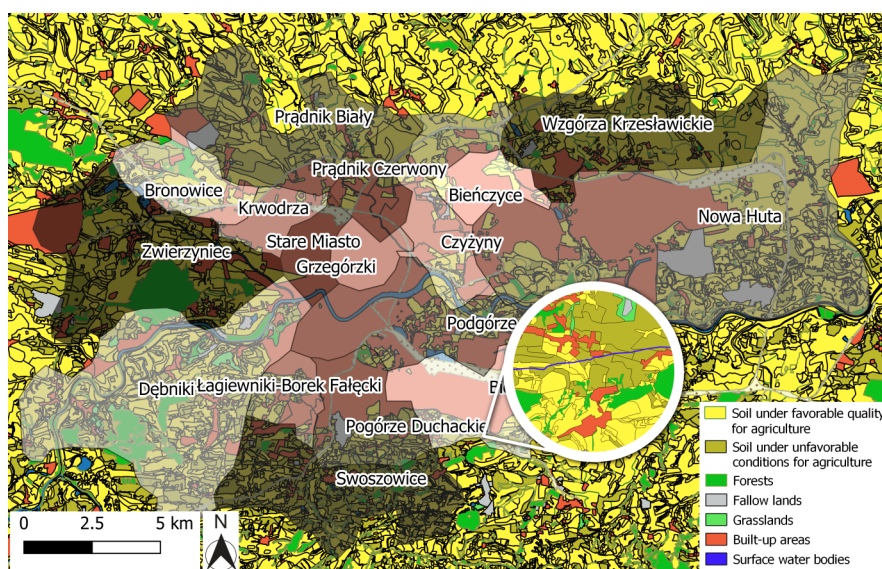 Prądnik Biały
Wzgórza Krzesławickie
Prądnik Czerwony
Bronowice
Bieńczyce
Krwodrza
Nowa Huta
Stare Miasto
Czyżyny
Zwierzyniec
Grzegórzki
Podgórze
Dębniki
Łagiewniki-Borek Fałęcki
Pogórze Duchackie
Swoszowice
Soil under favorable quality
for agriculture
Soil under unfavorable
conditions for agriculture
Forests
Fallow lands
Grasslands
Built-up areas
Surface water bodies
0 2.5 5 km
N